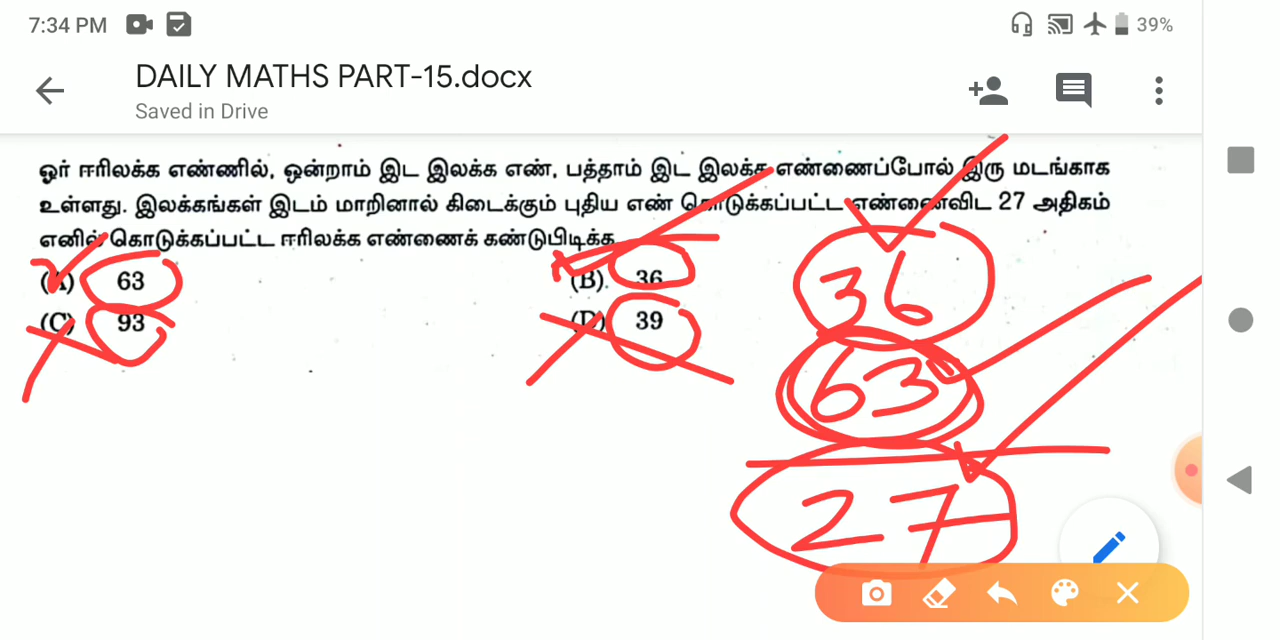 7:34 PM
39%
DAILY MATHS PART-15.docx
Saved in Drive
ஓர் ஈரிலக்க எண்ணில், ஒன்றாம் இட இலக்க எண், பத்தாம் இட இலக்க எண்ணைப்போல் இரு மடங்காக
உள்ளது. இலக்கங்கள் இடம் மாறினால் கிடைக்கும் புதிய எண் கொடுக்கப்பட்ட எண்ணைவிட 27 அதிகம்
எனில் கொடுக்கப்பட்ட ஈரிலக்க எண்ணைக் கண்டுபிடிக்க
(A) 63 (B). 36
(C) 93 (D) 39
36
63
27